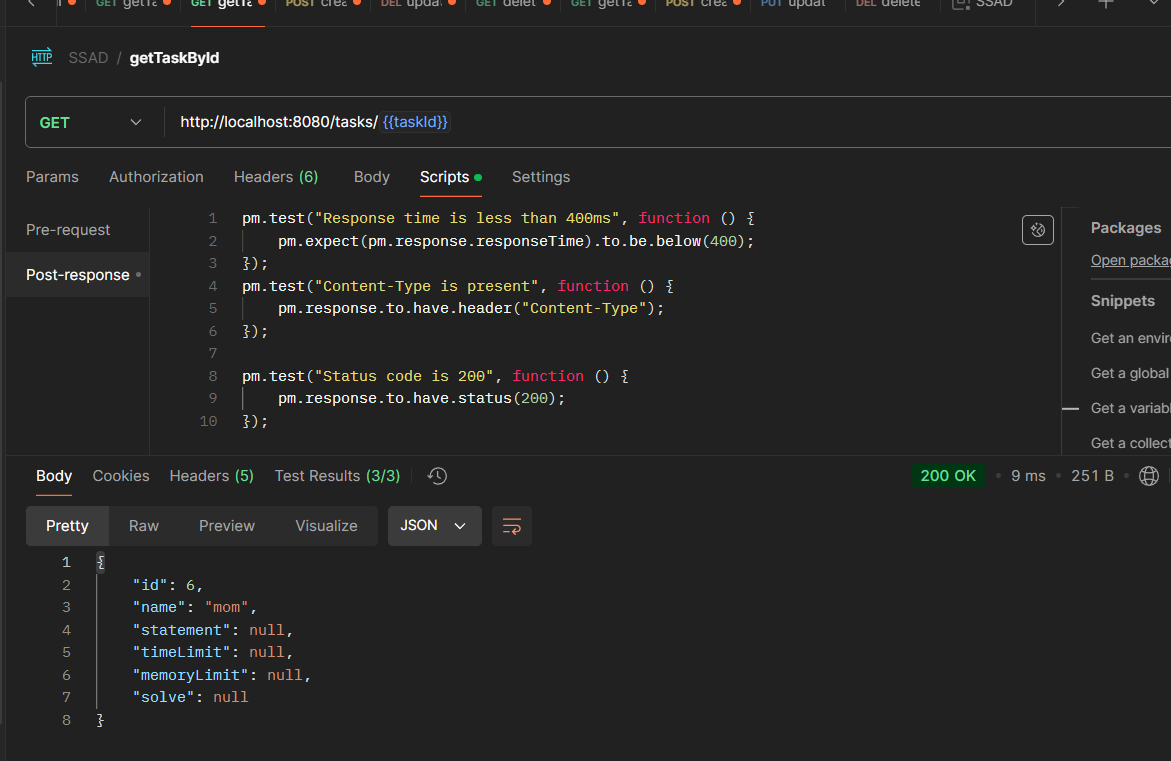 GET getTa GET getTa POST crea DEL upda GET delet GET getTa POST crea PUT updat DEL delete SSAD
HTTP SSAD / getTaskById
GET http://localhost:8080/tasks/ {{taskId}}
Params Authorization Headers (6) Body Scripts Settings
Pre-request
Post-response
1 pm.test("Response time is less than 400ms", function () {
2 pm.expect(pm.response.responseTime).to.be.below(400);
3 });
4 pm.test("Content-Type is present", function () {
5 pm.response.to.have.header("Content-Type");
6 });
7
8 pm.test("Status code is 200", function () {
9 pm.response.to.have.status(200);
10 });
Packages
Open packa
Snippets
Get an envir
Get a global
Get a variabl
Get a collect
Body Cookies Headers (5) Test Results (3/3) 200 OK • 9 ms • 251 B •
Pretty Raw Preview Visualize JSON
1 {
2 "id": 6,
3 "name": "mom",
4 "statement": null,
5 "timeLimit": null,
6 "memoryLimit": null,
7 "solve": null
8 }